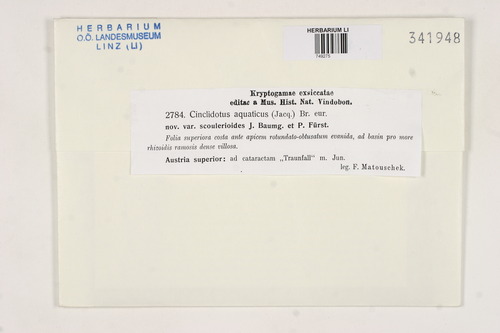 HERBARIUM
O.Ö. LANDESMUSEUM
LINZ (LI)
HERBARIUM LI
749275
341948
Kryptogamae exsiccatae
editae a Mus. Hist. Nat. Vindobon.
2784. Cinclidotus aquaticus (Jacq.) Br. eur.
nov. var. scoulerioides J. Baumg. et P. Fürst.
Folia superiora costa ante apicem rotundato-obtusatum evanida, ad basin pro more
rhizoidis ramosis dense villosa.
Austria superior: ad cataractam „Traunfall" m. Jun.
leg. F. Matouschek.